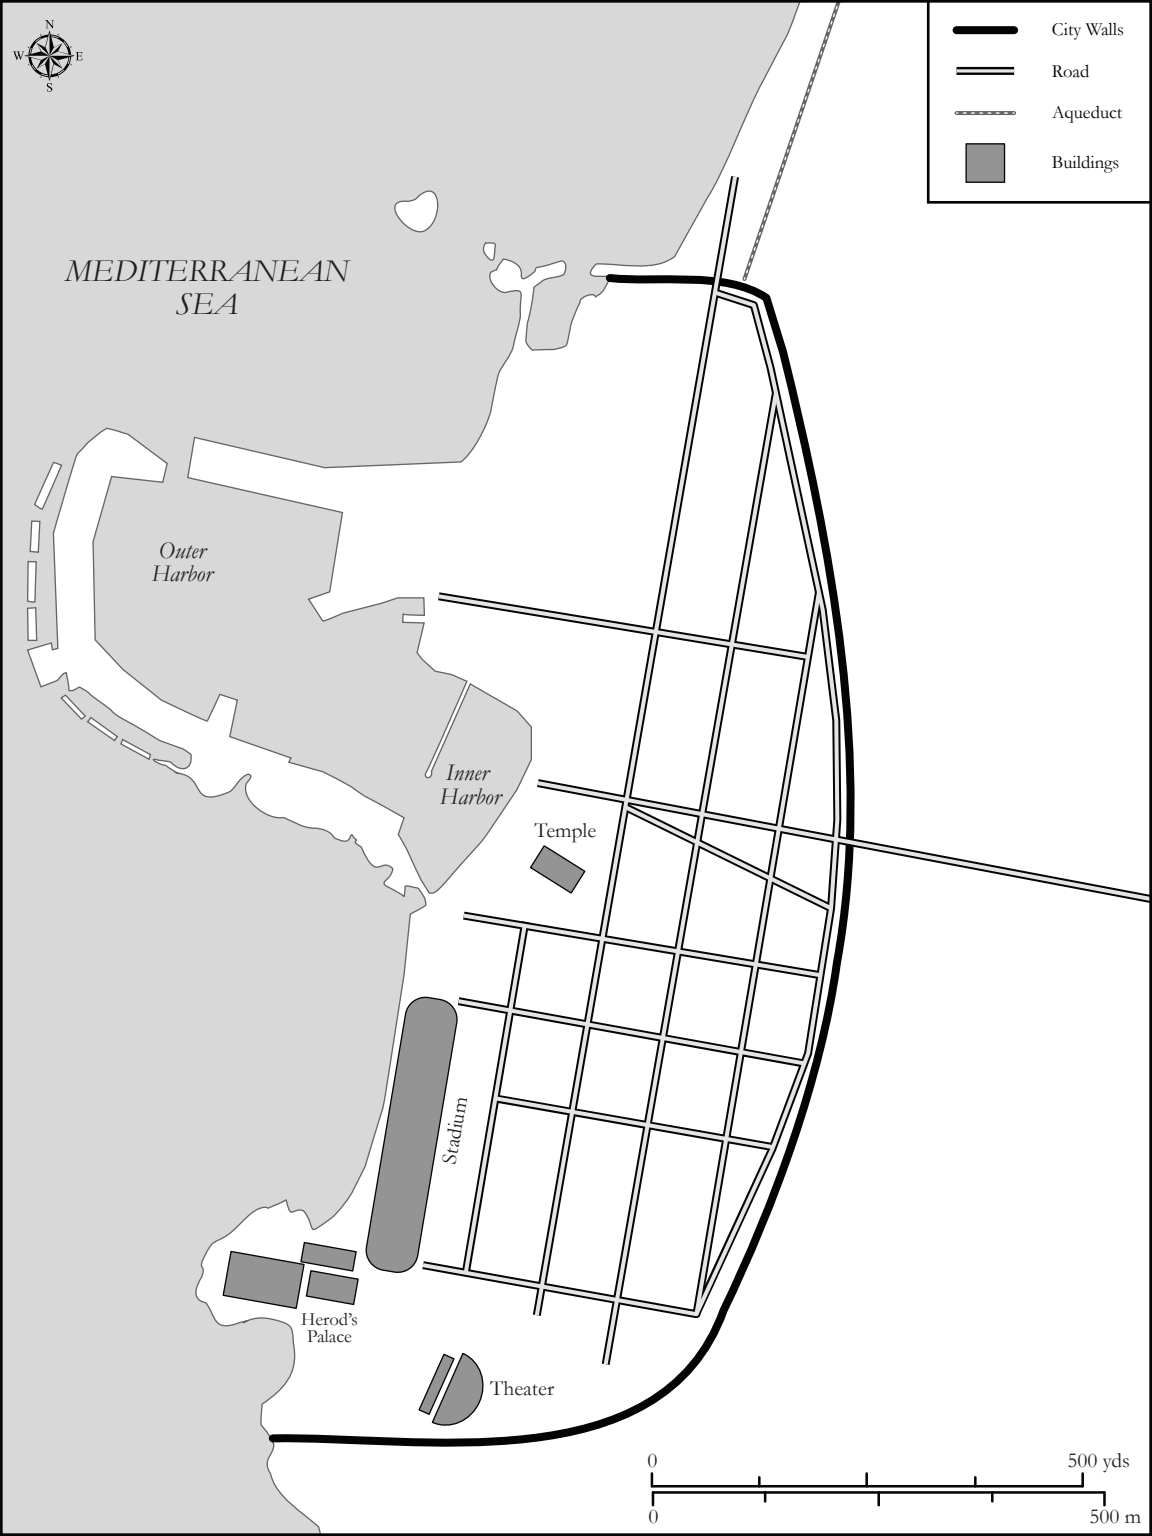 N
W
E
S
City Walls
Road
Aqueduct
Buildings
MEDITERRANEAN
SEA
Outer
Harbor
Inner
Harbor
Temple
Stadium
Herod's
Palace
Theater
0
500 yds
0
500 m